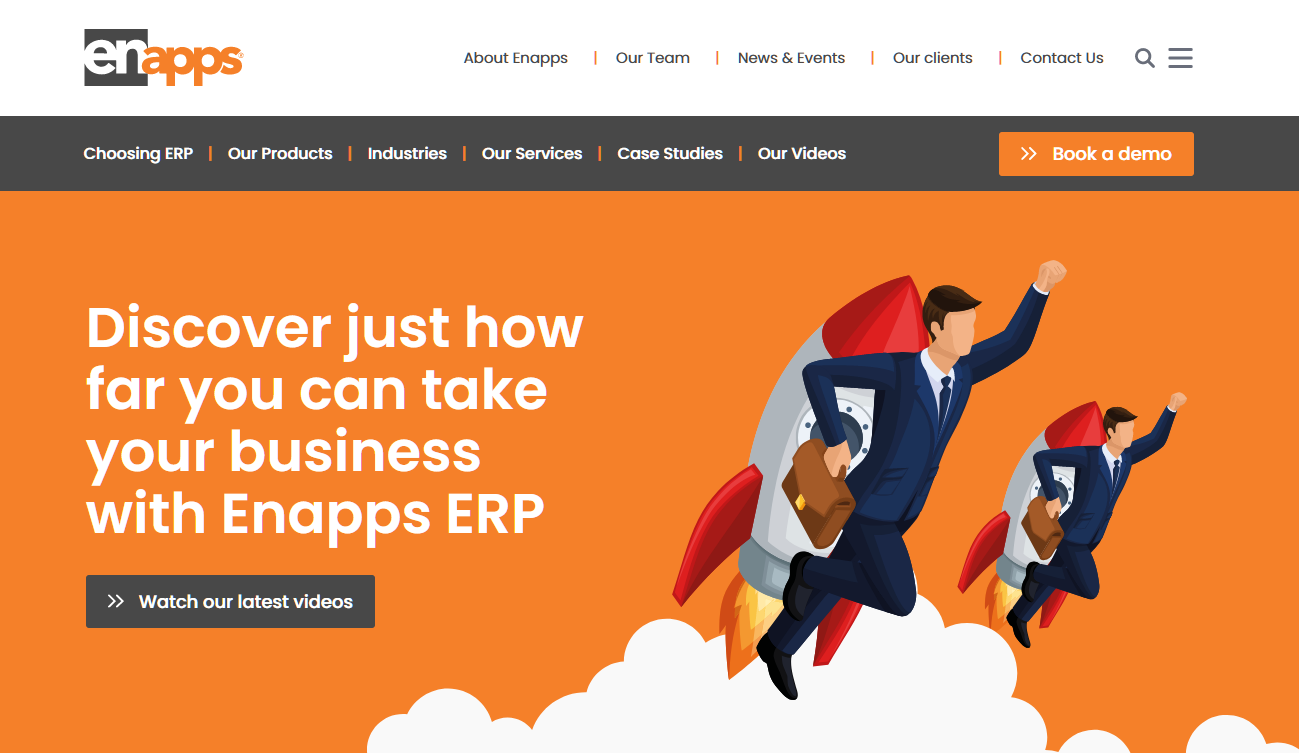 enapps®
About Enapps | Our Team | News & Events | Our clients | Contact Us
Choosing ERP | Our Products | Industries | Our Services | Case Studies | Our Videos
Book a demo
Discover just how
far you can take
your business
with Enapps ERP
Watch our latest videos